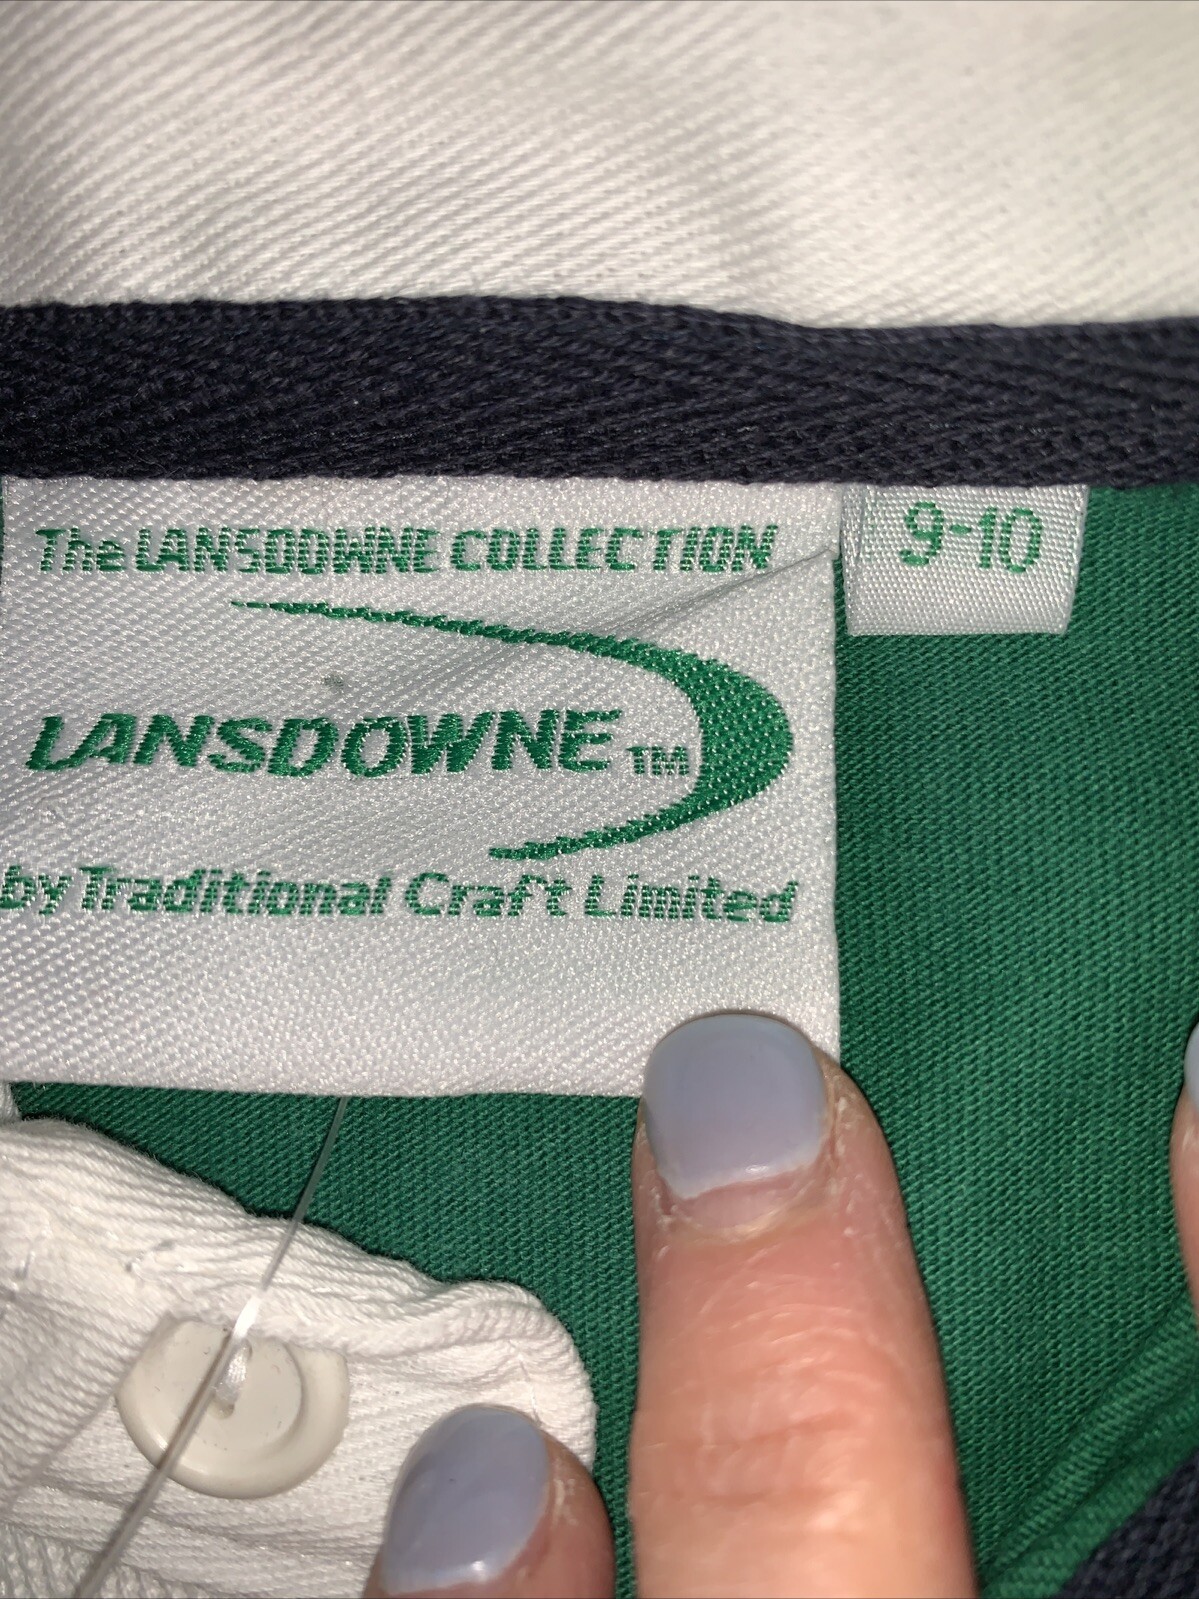 The LANSDOWNE COLLECTION
9-10
LANSDOWNE TM
by Traditional Craft Limited